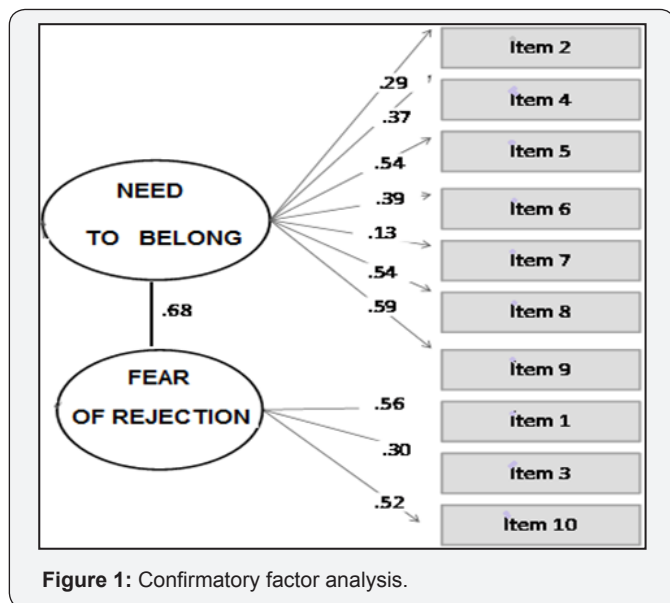 Item 2
.29
Item 4
.37
Item 5
.54
NEED
.39
Item 6
TO BELONG
.13
Item 7
.54
Item 8
.59
.68
Item 9
FEAR
.56
Item 1
OF REJECTION
.30
Item 3
.52
Item 10
Figure 1: Confirmatory factor analysis.